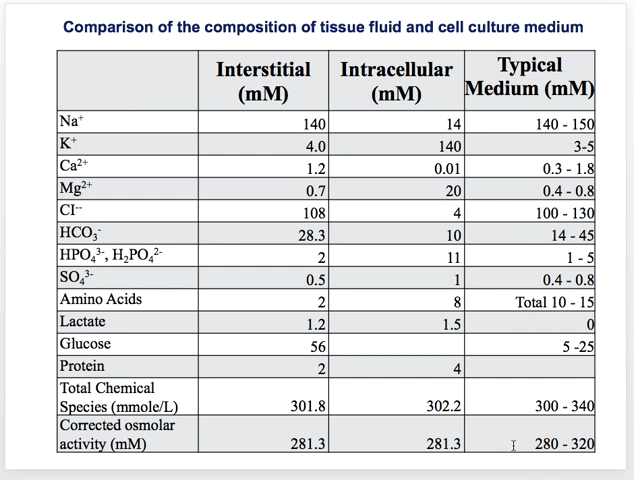 Comparison of the composition of tissue fluid and cell culture medium
Interstitial (mM) Intracellular (mM) Typical Medium (mM)
Na⁺ 140 14 140 - 150
K⁺ 4.0 140 3-5
Ca²⁺ 1.2 0.01 0.3 - 1.8
Mg²⁺ 0.7 20 0.4 - 0.8
CI⁻⁻ 108 4 100 - 130
HCO₃⁻ 28.3 10 14 - 45
HPO₄³⁻, H₂PO₄²⁻ 2 11 1 - 5
SO₄³⁻ 0.5 1 0.4 - 0.8
Amino Acids 2 8 Total 10 - 15
Lactate 1.2 1.5 0
Glucose 56 5 -25
Protein 2 4
Total Chemical
Species (mmole/L) 301.8 302.2 300 - 340
Corrected osmolar
activity (mM) 281.3 281.3 280 - 320